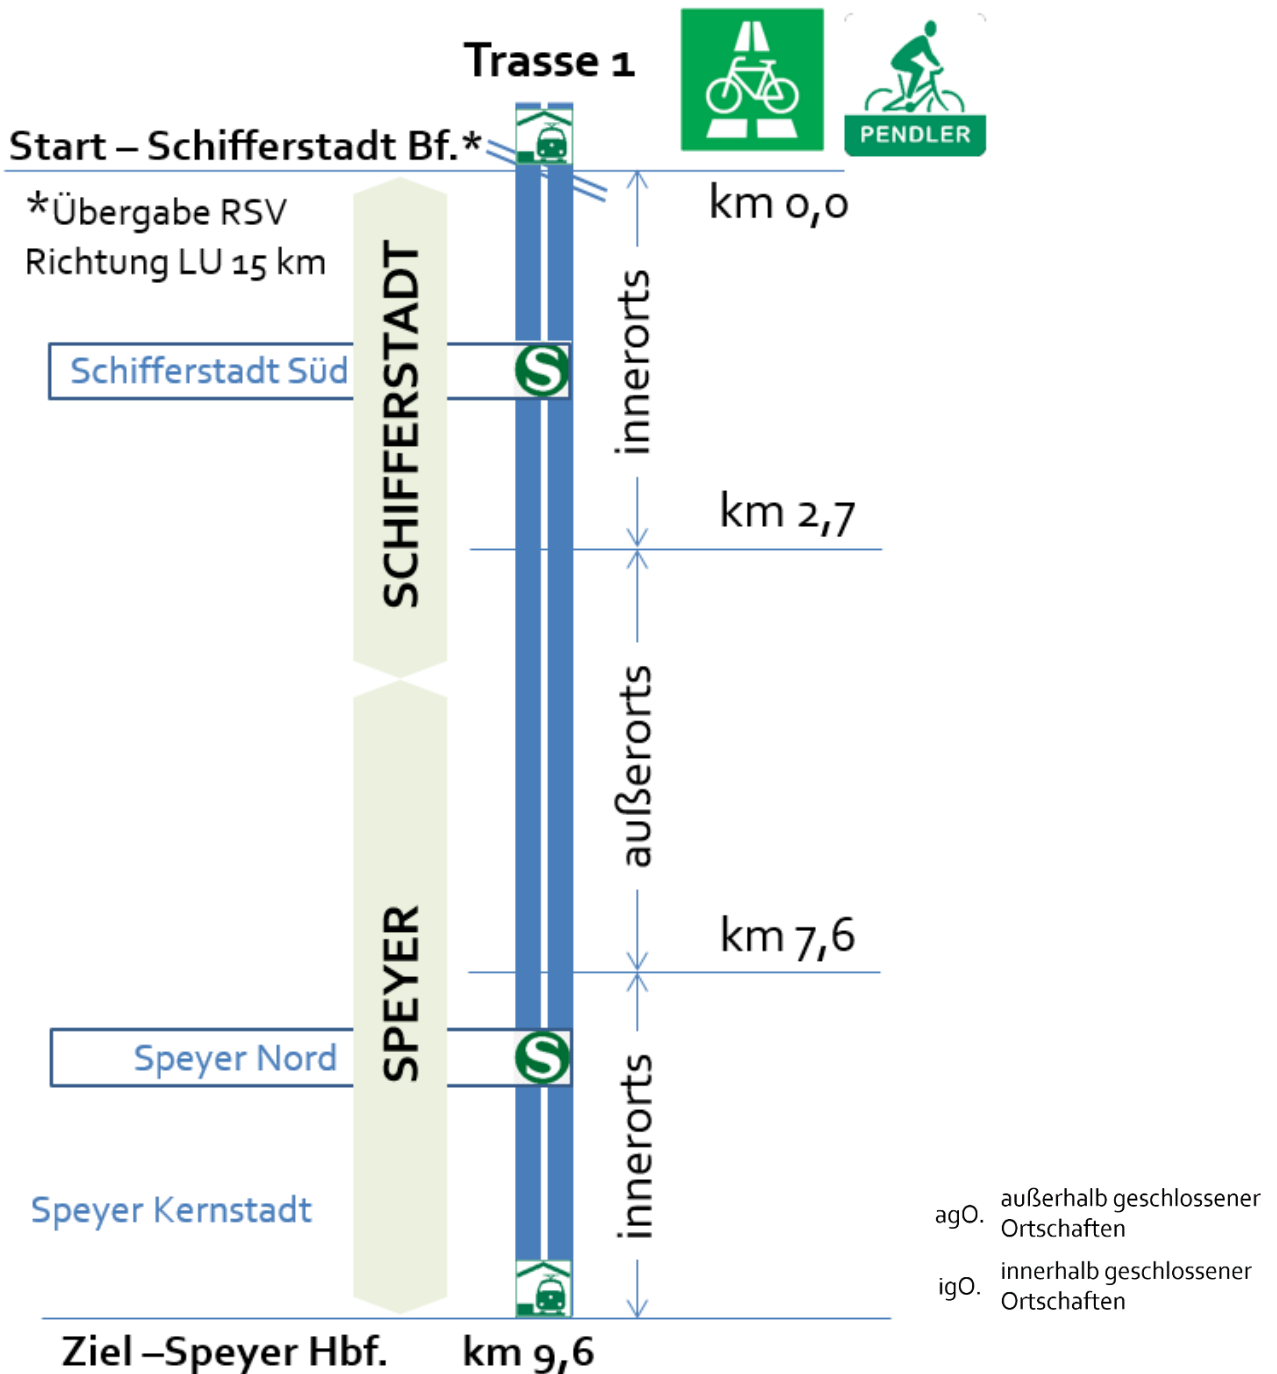 Trasse 1
PENDLER
Start – Schifferstadt Bf.*
km 0,0
*Übergabe RSV
Richtung LU 15 km
SCHIFFERSTADT
innerorts
Schifferstadt Süd
S
km 2,7
außerorts
km 7,6
SPEYER
Speyer Nord
S
innerorts
Speyer Kernstadt
agO.
außerhalb geschlossener
Ortschaften
igO.
innerhalb geschlossener
Ortschaften
Ziel –Speyer Hbf.
km 9,6